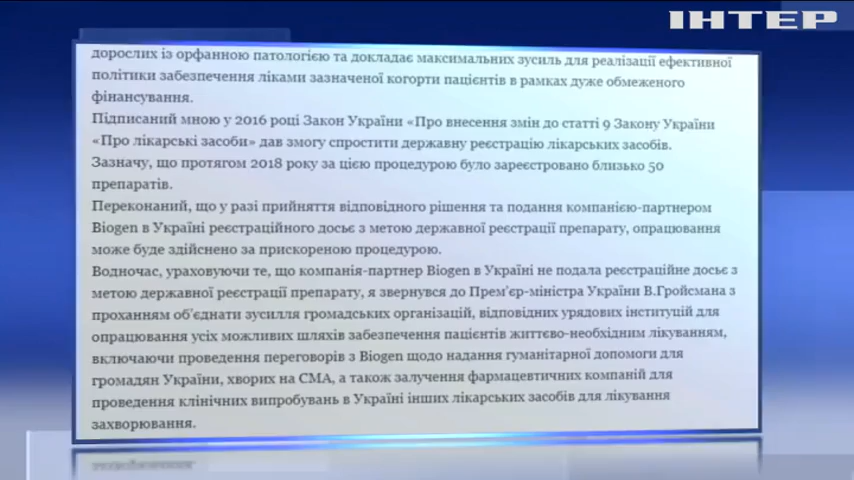 ІНТЕР
дорослих із орфанною патологією та докладає максимальних зусиль для реалізації ефективної
політики забезпечення ліками зазначеної когорти пацієнтів в рамках дуже обмеженого
фінансування.
Підписаний мною у 2016 році Закон України «Про внесення змін до статті 9 Закону України
«Про лікарські засоби» дав змогу спростити державну реєстрацію лікарських засобів.
Зазначу, що протягом 2018 року за цією процедурою було зареєстровано близько 50
препаратів.
Переконаний, що у разі прийняття відповідного рішення та подання компанією-партнером
Biogen в Україні реєстраційного досьє з метою державної реєстрації препарату, опрацювання
може буде здійснено за прискореною процедурою.
Водночас, ураховуючи те, що компанія-партнер Biogen в Україні не подала реєстраційне досьє з
метою державної реєстрації препарату, я звернувся до Прем’єр-міністра України В.Гройсмана з
проханням об’єднати зусилля громадських організацій, відповідних урядових інституцій для
опрацювання усіх можливих шляхів забезпечення пацієнтів життєво-необхідним лікуванням,
включаючи проведення переговорів з Biogen щодо надання гуманітарної допомоги для
громадян України, хворих на СМА, а також залучення фармацевтичних компаній для
проведення клінічних випробувань в Україні інших лікарських засобів для лікування
захворювання.